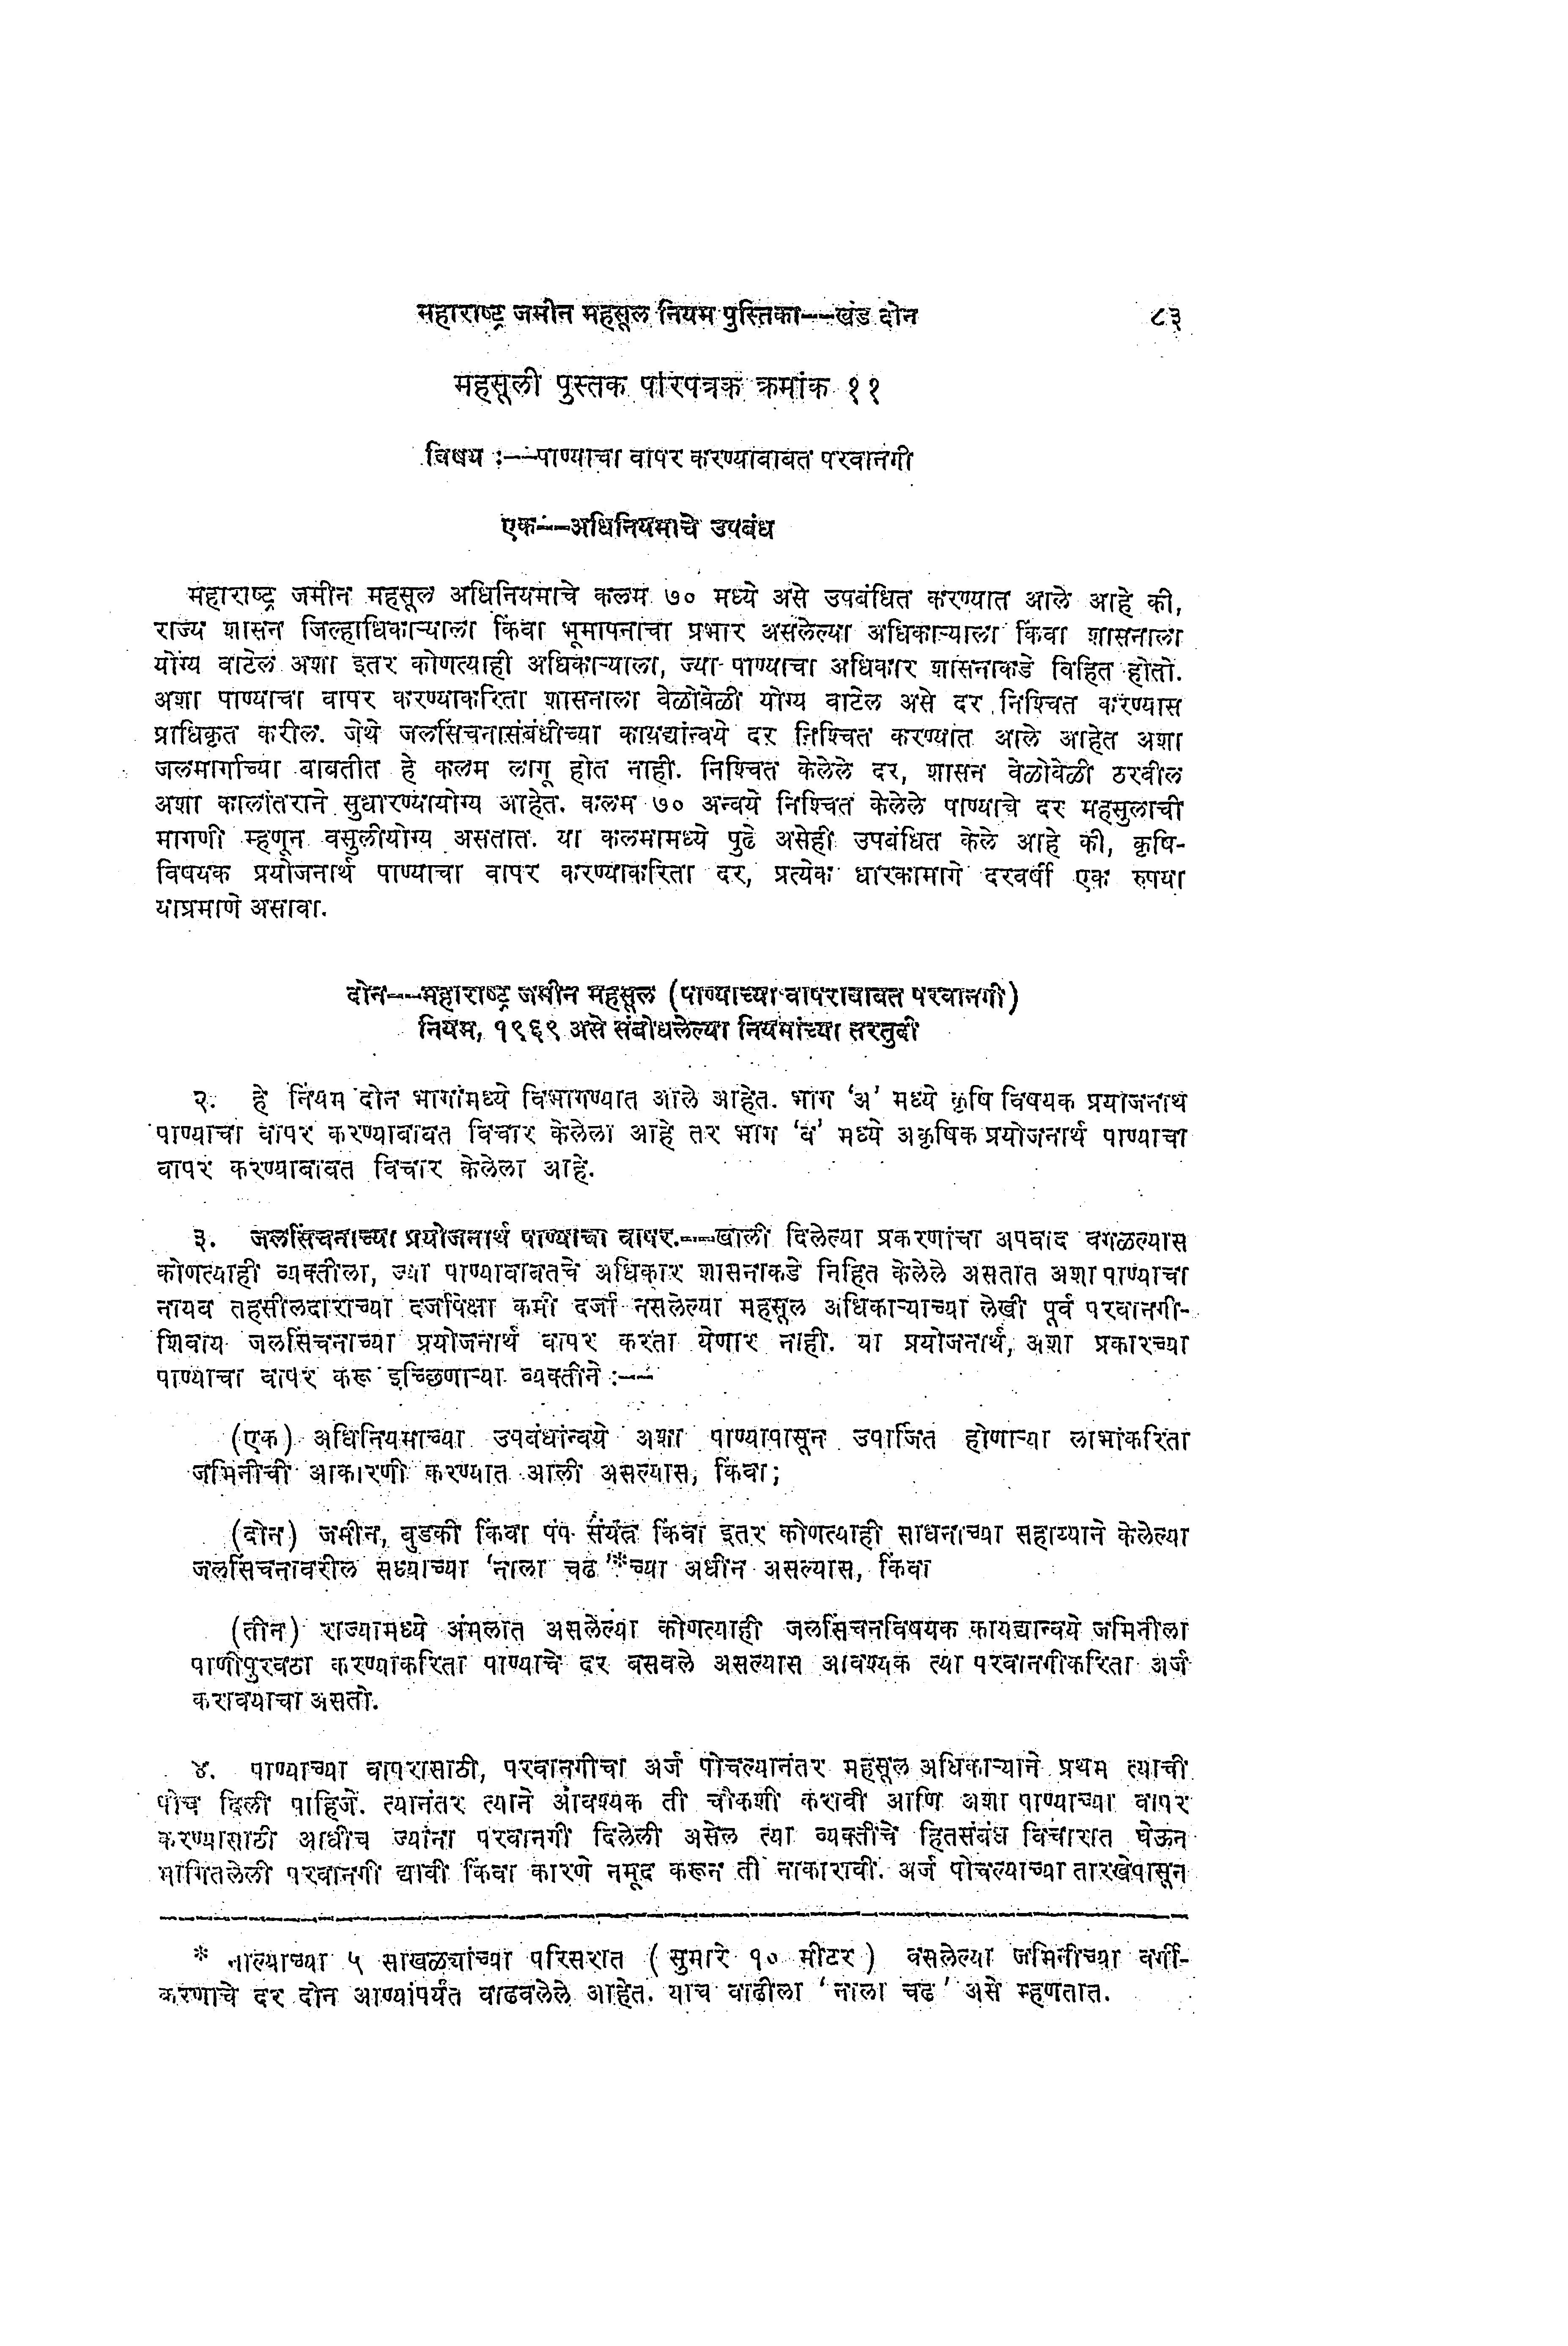 महाराष्ट्र जमीन महसूल नियम पुस्तिका--खंड दोन ८३
महसूली पुस्तक परिपत्रक क्रमांक ११
विषय :--पाण्याचा वापर करण्याबाबत परवानगी
एक--अधिनियमाचे उपबंध
महाराष्ट्र जमीन महसूल अधिनियमाचे कलम ७० मध्ये असे उपबंधित करण्यात आले आहे की,
राज्य शासन जिल्हाधिकाऱ्याला किंवा भूमापनाचा प्रभार असलेल्या अधिकाऱ्याला किंवा शासनाला
योग्य वाटेल अशा इतर कोणत्याही अधिकाऱ्याला, ज्या पाण्याचा अधिकार शासनाकडे विहित होतो.
अशा पाण्याचा वापर करण्याकरिता शासनाला वेळोवेळी योग्य वाटेल असे दर निश्चित करण्यास
प्राधिकृत करील. जेथे जलसिंचनासंबंधीच्या कायद्यांन्वये दर निश्चित करण्यात आले आहेत अशा
जलमार्गाच्या बाबतीत हे कलम लागू होत नाही. निश्चित केलेले दर, शासन वेळोवेळी ठरवील
अशा कालांतराने सुधारण्यायोग्य आहेत. कलम ७० अन्वये निश्चित केलेले पाण्याचे दर महसुलाची
मागणी म्हणून वसुलीयोग्य असतात. या कलमामध्ये पुढे असेही उपबंधित केले आहे की, कृषि-
विषयक प्रयोजनार्थ पाण्याचा वापर करण्याकरिता दर, प्रत्येक धारकामागे दरवर्षी एक रुपया
याप्रमाणे असावा.
दोन--महाराष्ट्र जमीन महसूल (पाण्याच्या वापराबाबत परवानगी)
नियम, १९६९ असे संबोधलेल्या नियमांच्या तरतुदी
२. हे नियम दोन भागांमध्ये विभागण्यात आले आहेत. भाग ‘अ’ मध्ये कृषि विषयक प्रयोजनार्थ
पाण्याचा वापर करण्याबाबत विचार केलेला आहे तर भाग ‘ब’ मध्ये अकृषिक प्रयोजनार्थ पाण्याचा
वापर करण्याबाबत विचार केलेला आहे.
३. जलसिंचनाच्या प्रयोजनार्थ पाण्याचा वापर.--खाली दिलेल्या प्रकरणांचा अपवाद वगळल्यास
कोणत्याही व्यक्तीला, ज्या पाण्याबाबतचे अधिकार शासनाकडे निहित केलेले असतात अशा पाण्याचा
नायब तहसीलदाराच्या दर्जापेक्षा कमी दर्जा नसलेल्या महसूल अधिकाऱ्याच्या लेखी पूर्व परवानगी-
शिवाय जलसिंचनाच्या प्रयोजनार्थ वापर करता येणार नाही. या प्रयोजनार्थ, अशा प्रकारच्या
पाण्याचा वापर करू इच्छिणाऱ्या व्यक्तीने :--
(एक) अधिनियमाच्या उपबंधांन्वये अशा पाण्यापासून उपार्जित होणाऱ्या लाभांकरिता
जमिनीची आकारणी करण्यात आली असल्यास, किंवा;
(दोन) जमीन, बुडकी किंवा पंप संयंत्र किंवा इतर कोणत्याही साधनाच्या सहाय्याने केलेल्या
जलसिंचनावरील सध्याच्या ‘नाला चढ’*च्या अधीन असल्यास, किंवा
(तीन) राज्यामध्ये अंमलात असलेल्या कोणत्याही जलसिंचनविषयक कायद्यान्वये जमिनीला
पाणीपुरवठा करण्याकरिता पाण्याचे दर बसवले असल्यास आवश्यक त्या परवानगीकरिता अर्ज
करावयाचा असतो.
४. पाण्याच्या वापरासाठी, परवानगीचा अर्ज पोचल्यानंतर महसूल अधिकाऱ्याने प्रथम त्याची
पोच दिली पाहिजे. त्यानंतर त्याने आवश्यक ती चौकशी करावी आणि अशा पाण्याच्या वापर
करण्यासाठी आधीच ज्यांना परवानगी दिलेली असेल त्या व्यक्तींचे हितसंबंध विचारात घेऊन
मागितलेली परवानगी द्यावी किंवा कारणे नमूद करून ती नाकारावी. अर्ज पोचल्याच्या तारखेपासून
* नाल्याच्या ५ साखळ्यांच्या परिसरात (सुमारे १० मीटर) वसलेल्या जमिनीच्या वर्गी-
करणाचे दर दोन आण्यांपर्यंत वाढवलेले आहेत. याच वाढीला ‘नाला चढ’ असे म्हणतात.